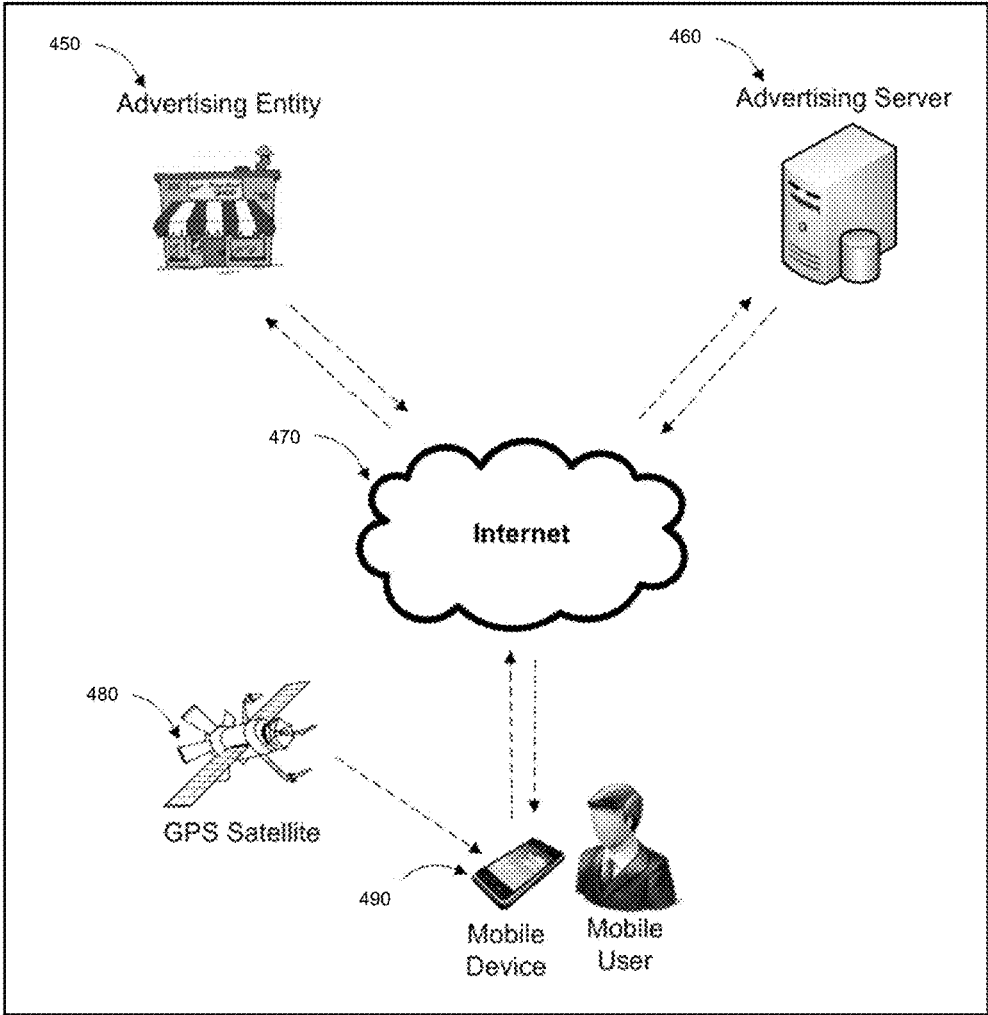 450
460
Advertising Entity
Advertising Server
470
Internet
480
GPS Satellite
490
Mobile
Device
Mobile
User